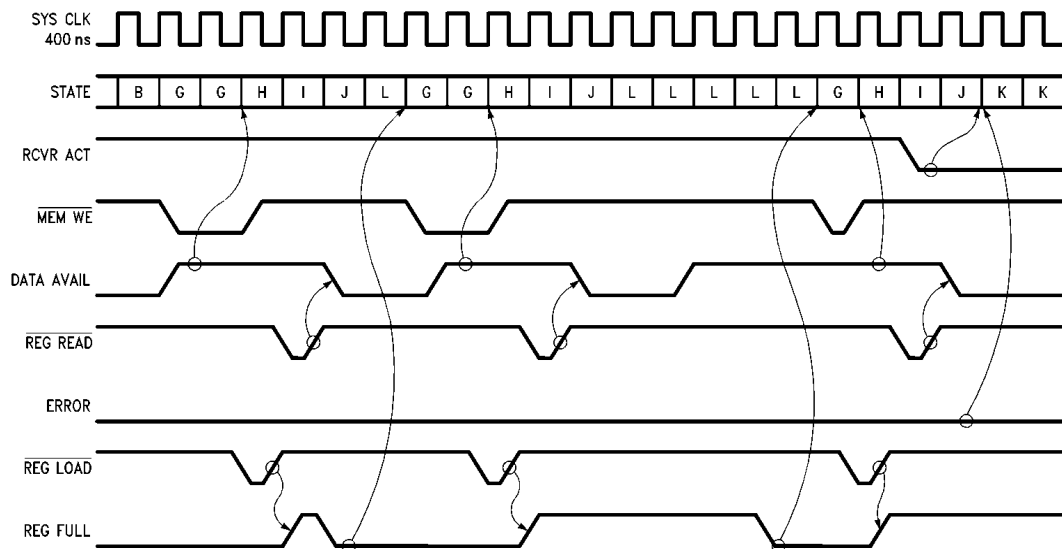 SYS CLK
400 ns
STATE B G G H I J L G G H I J L L L L L G H I J K K
RCVR ACT
MEM WE
DATA AVAIL
REG READ
ERROR
REG LOAD
REG FULL